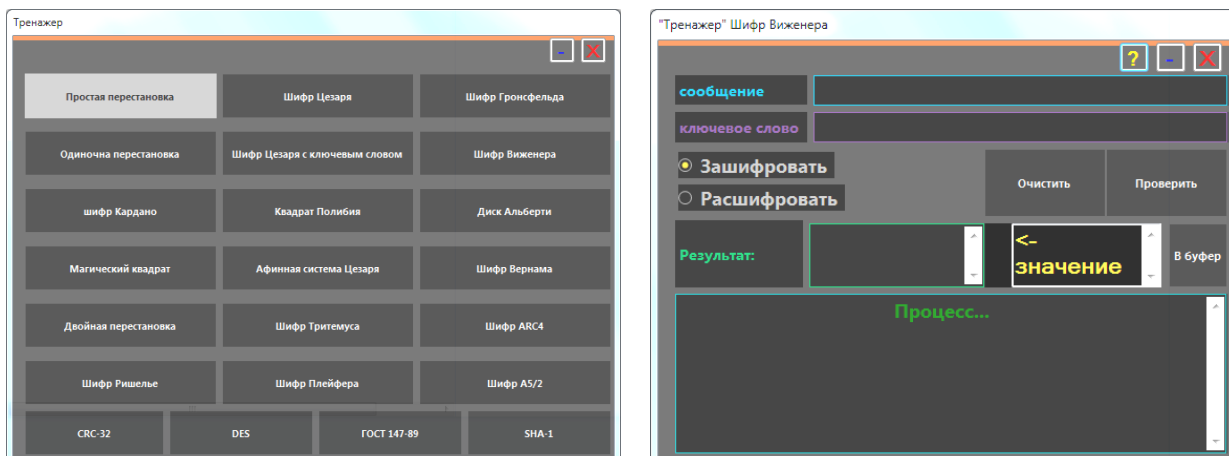 Тренажер
- X
Простая перестановка Шифр Цезаря Шифр Гронсфельда
Одиночна перестановка Шифр Цезаря с ключевым словом Шифр Виженера
шифр Кардано Квадрат Полибия Диск Альберти
Магический квадрат Афинная система Цезаря Шифр Вернама
Двойная перестановка Шифр Тритемуса Шифр ARC4
Шифр Ришелье Шифр Плейфера Шифр A5/2
CRC-32 DES ГОСТ 147-89 SHA-1
"Тренажер" Шифр Виженера
? - X
сообщение
ключевое слово
Зашифровать
Расшифровать
Очистить Проверить
Результат:
<-
значение
В буфер
Процесс...